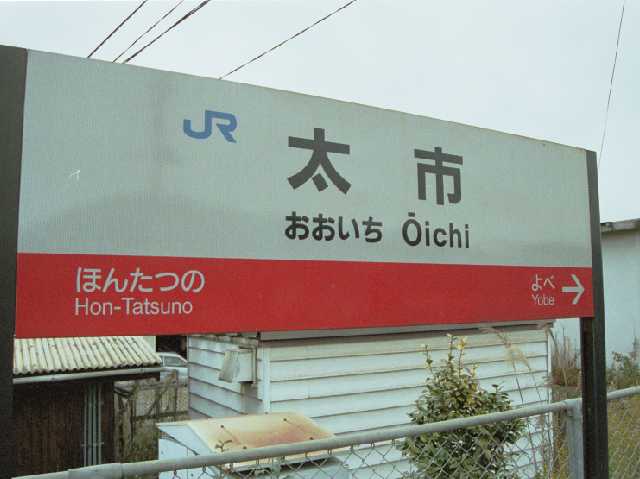 JR
太市
おおいち Ōichi
ほんたつの
Hon-Tatsuno
よべ
Yobe
→